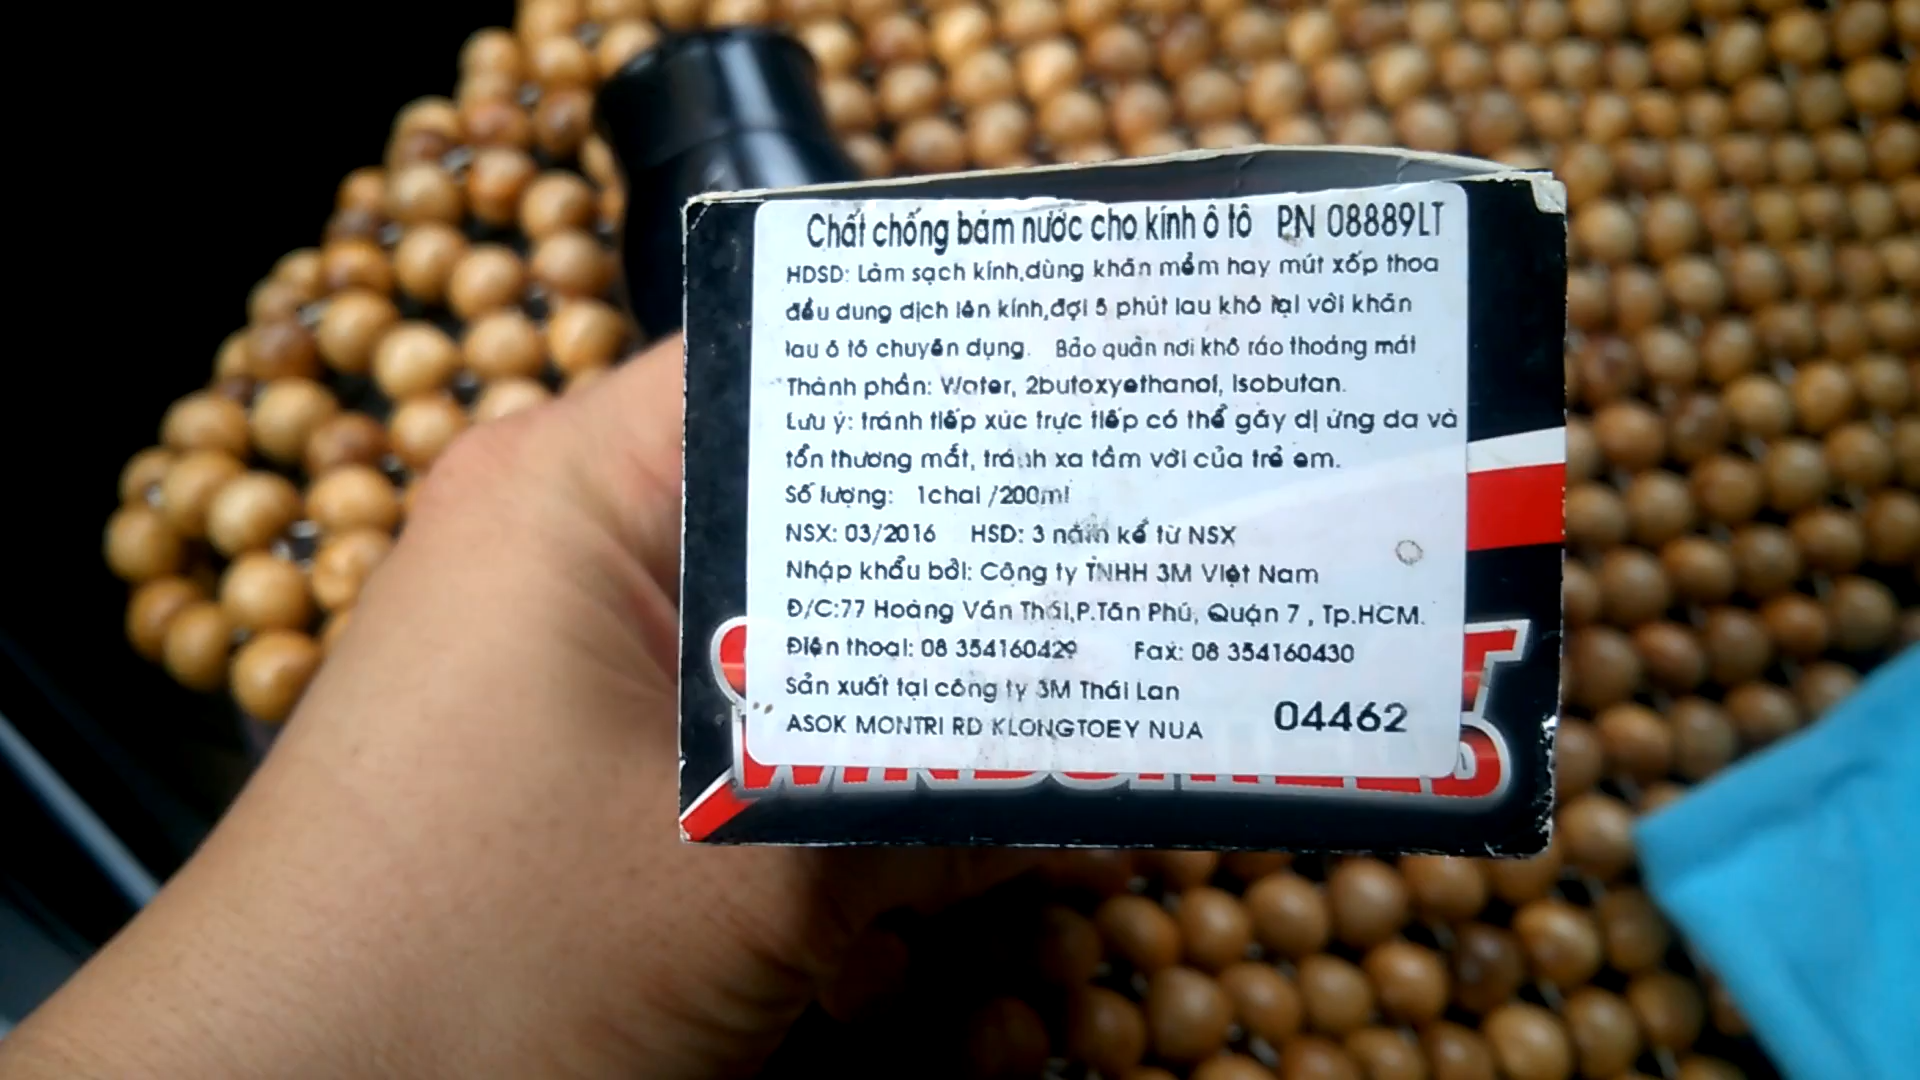 Chất chống bám nước cho kính ô tô PN 08889LT
HDSD: Làm sạch kính,dùng khăn mềm hay mút xốp thoa
đều dung dịch lên kính,đợi 5 phút lau khô lại với khăn
lau ô tô chuyên dụng. Bảo quản nơi khô ráo thoáng mát
Thành phần: Water, 2butoxyethanol, Isobutan.
Lưu ý: tránh tiếp xúc trực tiếp có thể gây dị ứng da và
tổn thương mắt, tránh xa tầm với của trẻ em.
Số lượng: 1chai /200ml
NSX: 03/2016 HSD: 3 năm kể từ NSX
Nhập khẩu bởi: Công ty TNHH 3M Việt Nam
Đ/C:77 Hoàng Văn Thái,P.Tân Phú, Quận 7 , Tp.HCM.
Điện thoại: 08 354160429 Fax: 08 354160430
Sản xuất tại công ty 3M Thái Lan
ASOK MONTRI RD KLONGTOEY NUA 04462